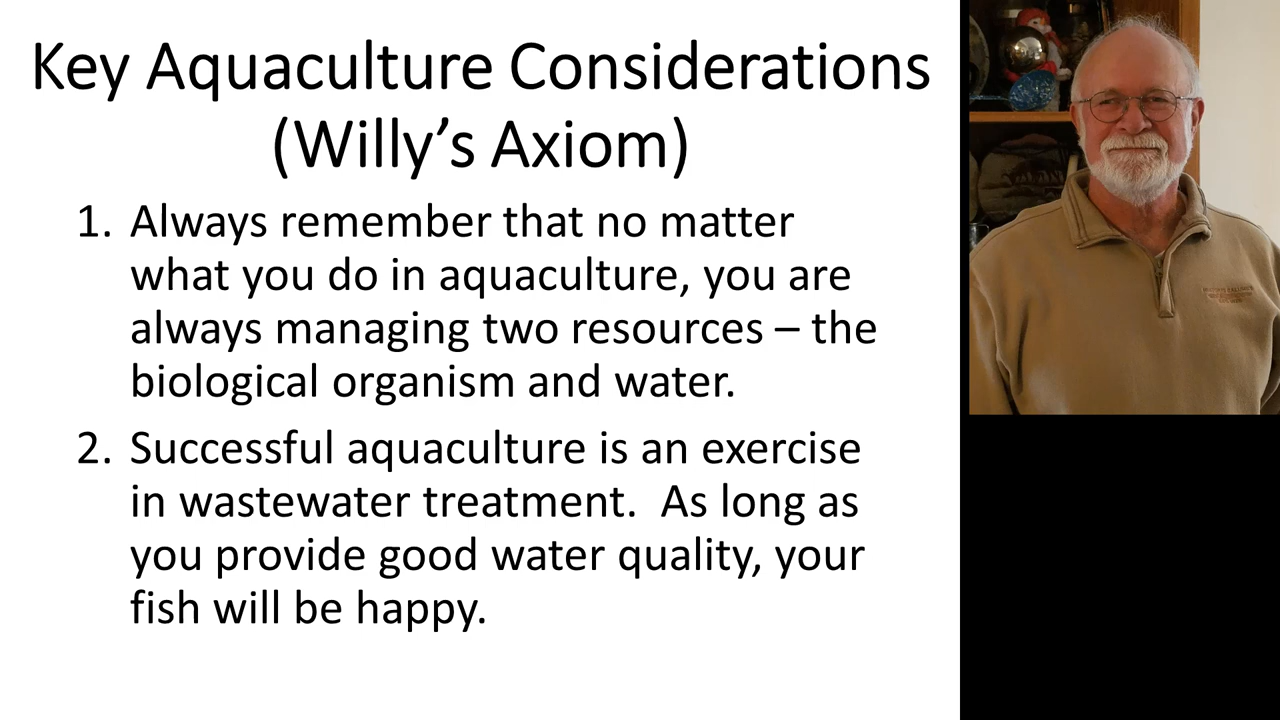 Key Aquaculture Considerations
(Willy’s Axiom)
1. Always remember that no matter
what you do in aquaculture, you are
always managing two resources – the
biological organism and water.
2. Successful aquaculture is an exercise
in wastewater treatment.  As long as
you provide good water quality, your
fish will be happy.